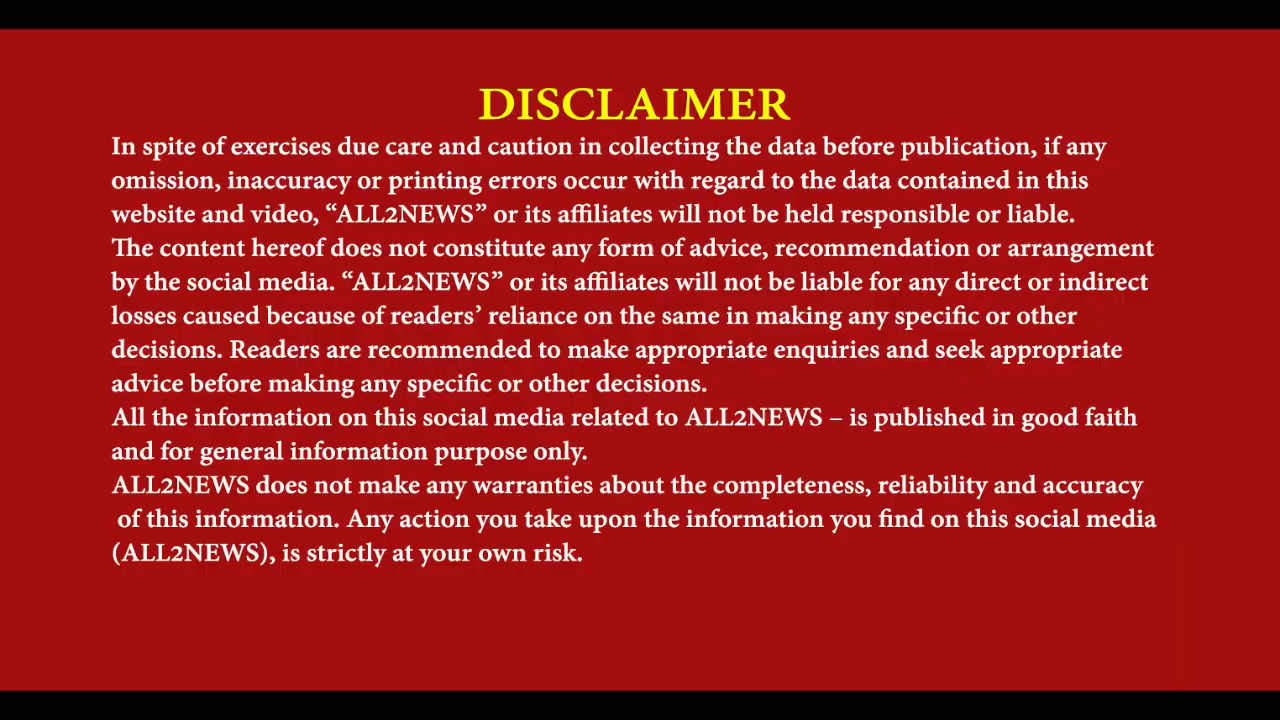 DISCLAIMER
In spite of exercises due care and caution in collecting the data before publication, if any
omission, inaccuracy or printing errors occur with regard to the data contained in this
website and video, “ALL2NEWS” or its affiliates will not be held responsible or liable.
The content hereof does not constitute any form of advice, recommendation or arrangement
by the social media. “ALL2NEWS” or its affiliates will not be liable for any direct or indirect
losses caused because of readers’ reliance on the same in making any specific or other
decisions. Readers are recommended to make appropriate enquiries and seek appropriate
advice before making any specific or other decisions.
All the information on this social media related to ALL2NEWS – is published in good faith
and for general information purpose only.
ALL2NEWS does not make any warranties about the completeness, reliability and accuracy
of this information. Any action you take upon the information you find on this social media
(ALL2NEWS), is strictly at your own risk.